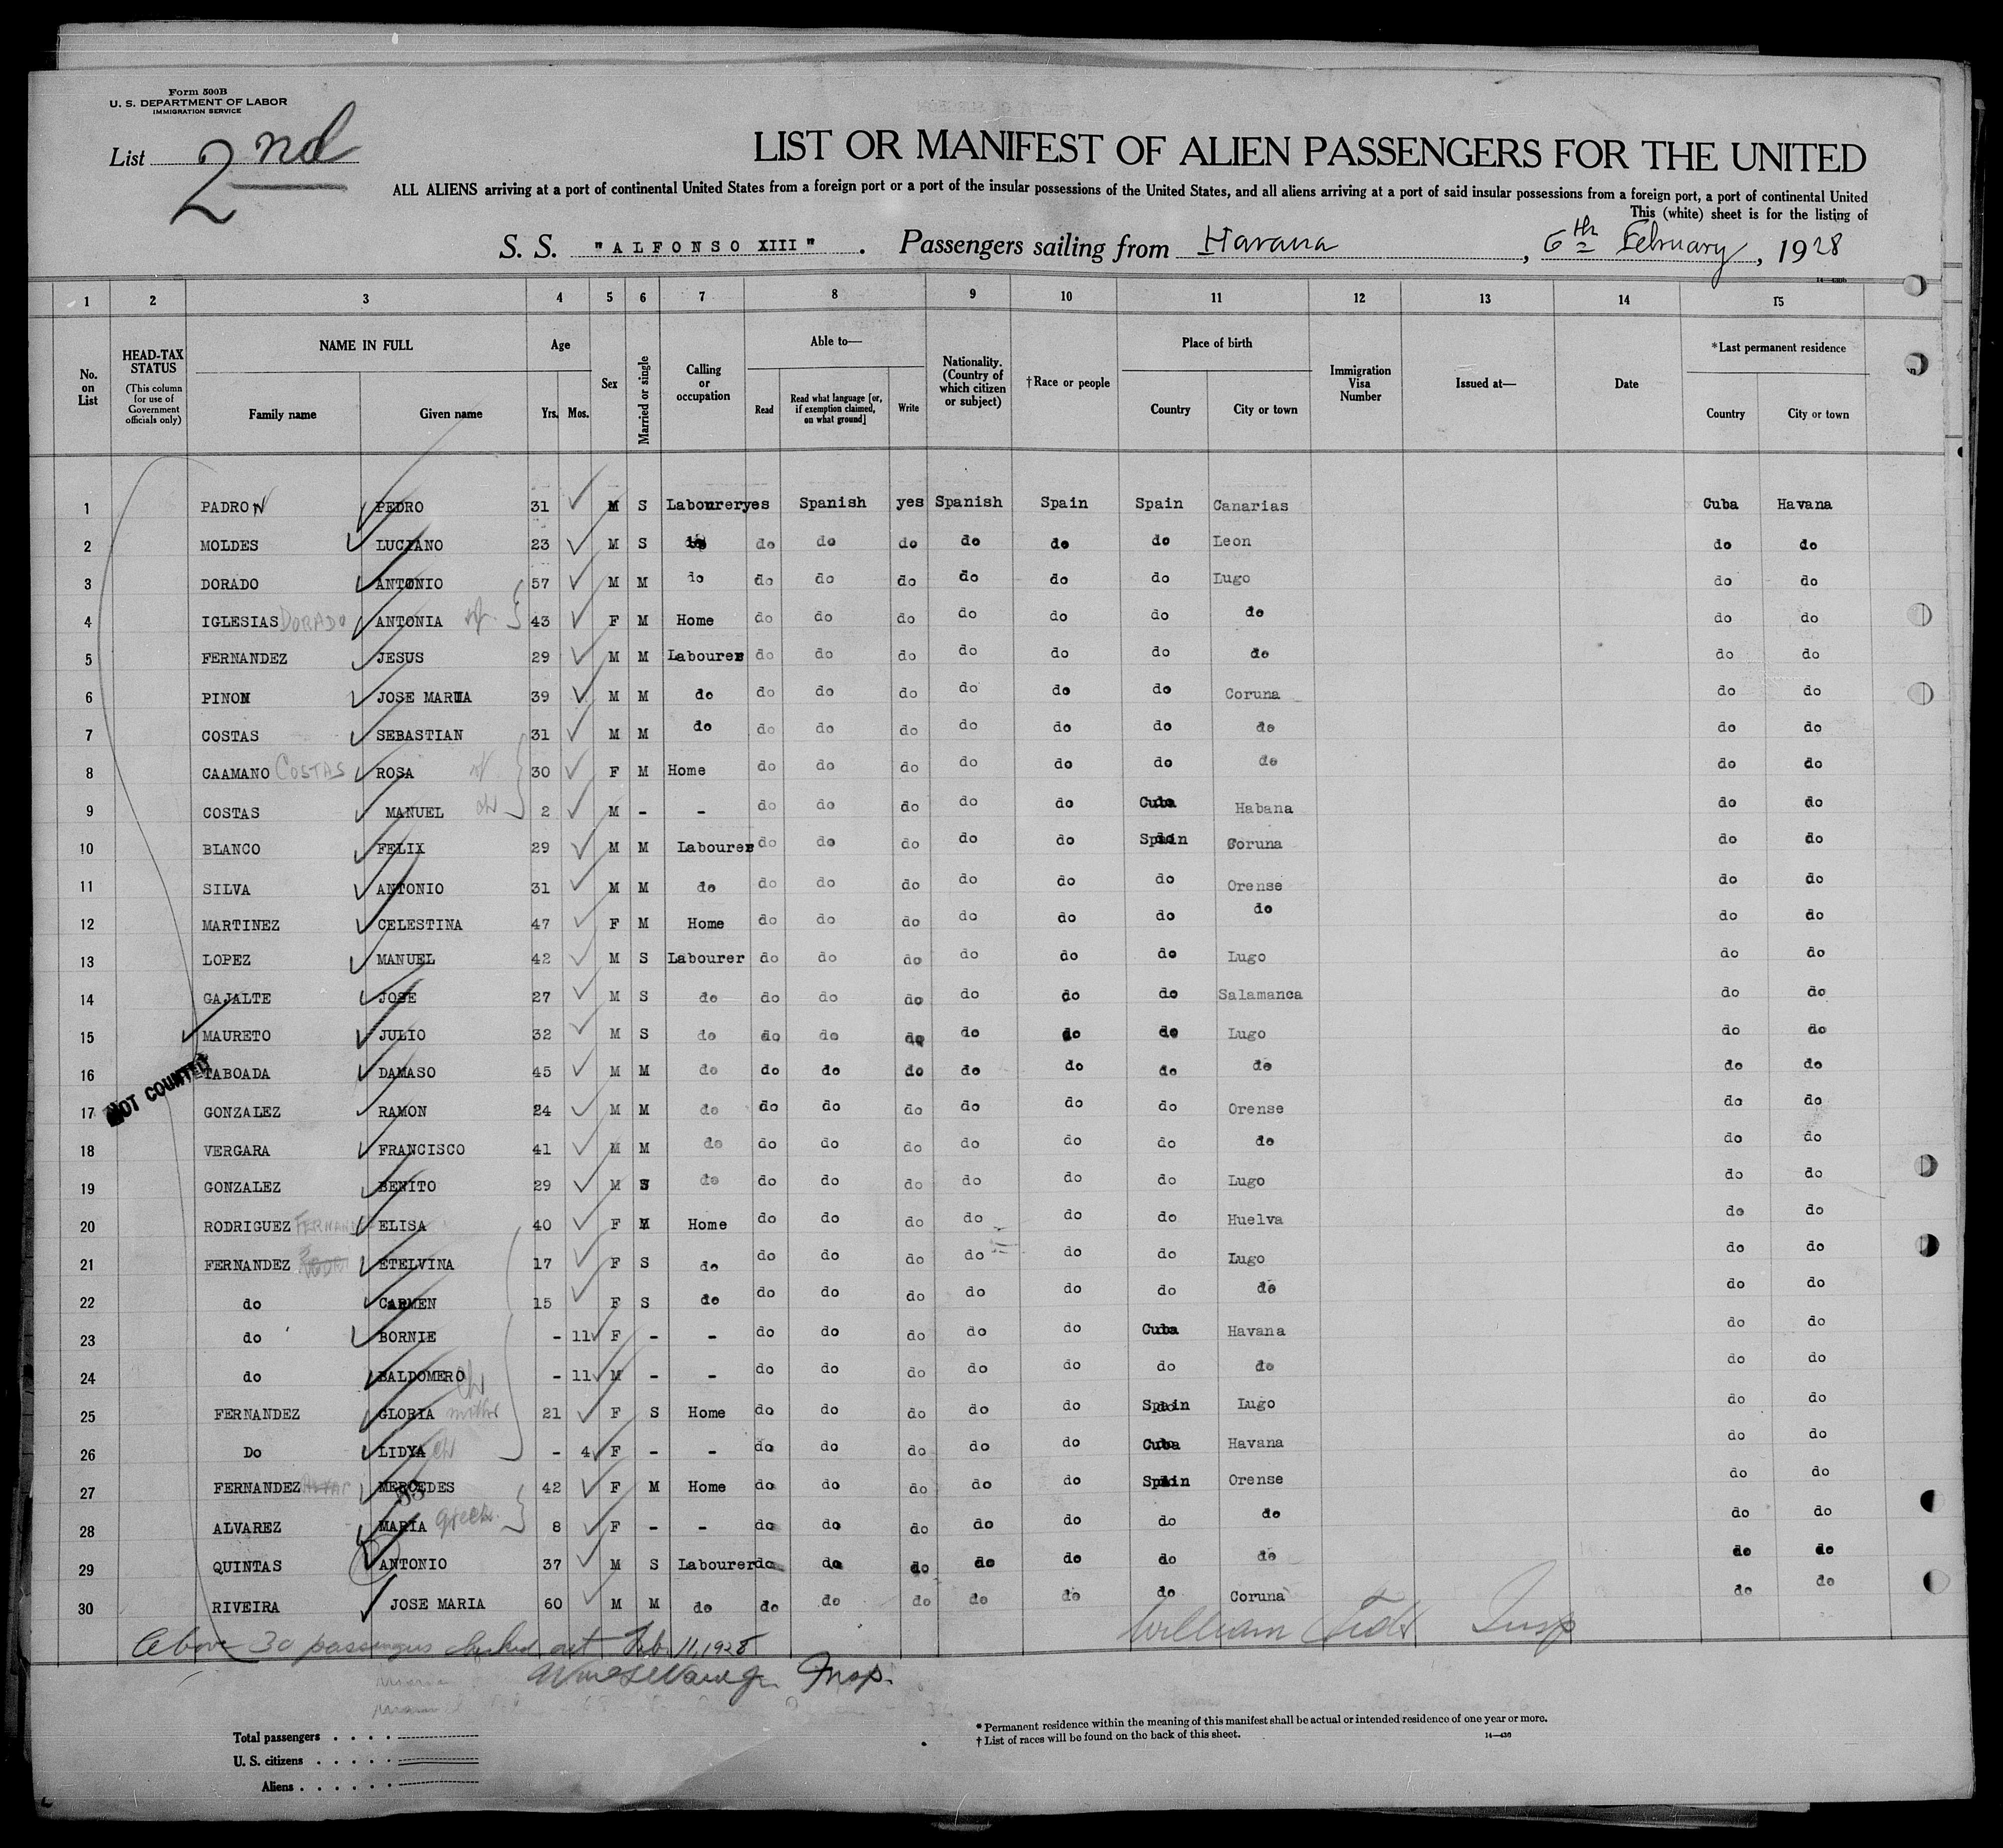 Form 500B
U. S. DEPARTMENT OF LABOR
IMMIGRATION SERVICE
List 2nd
LIST OR MANIFEST OF ALIEN PASSENGERS FOR THE UNITED
ALL ALIENS arriving at a port of continental United States from a foreign port or a port of the insular possessions of the United States, and all aliens arriving at a port of said insular possessions from a foreign port, a port of continental United
This (white) sheet is for the listing of
S. S. "ALFONSO XIII". Passengers sailing from Havana, 6th February, 1928
1 2 3 4 5 6 7 8 9 10 11 12 13 14 15
No. on List
HEAD-TAX STATUS
(This column for use of Government officials only)
NAME IN FULL
Family name Given name
Age
Yrs. Mos.
Sex
Married or single
Calling or occupation
Able to—
Read
Read what language [or, if exemption claimed, on what ground]
Write
Nationality. (Country of which citizen or subject)
†Race or people
Place of birth
Country City or town
Immigration Visa Number
Issued at—
Date
*Last permanent residence
Country City or town
1 PADRON PEDRO 31 M S Labourer yes Spanish yes Spanish Spain Spain Canarias Cuba Havana
2 MOLDES LUCIANO 23 M S do do do do do do do Leon do do
3 DORADO ANTONIO 57 M M do do do do do do do Lugo do do
4 IGLESIAS DORADO ANTONIA 43 F M Home do do do do do do do do do
5 FERNANDEZ JESUS 29 M M Labourer do do do do do do do do do
6 PINON JOSE MARIA 39 M M do do do do do do do Coruna do do
7 COSTAS SEBASTIAN 31 M M do do do do do do do do do do
8 CAAMANO COSTAS ROSA 30 F M Home do do do do do do do do do
9 COSTAS MANUEL ch 2 M - - do do do do do Cuba Habana do do
10 BLANCO FELIX 29 M M Labourer do do do do do Spain Coruna do do
11 SILVA ANTONIO 31 M M do do do do do do do Orense do do
12 MARTINEZ CELESTINA 47 F M Home do do do do do do do do do
13 LOPEZ MANUEL 42 M S Labourer do do do do do do Lugo do do
14 GAJALTE JOSE 27 M S do do do do do do do Salamanca do do
15 MAURETO JULIO 32 M S do do do do do do do Lugo do do
16 TABOADA DAMASO 45 M M do do do do do do do do do do
NOT COUNTED
17 GONZALEZ RAMON 24 M M do do do do do do do Orense do do
18 VERGARA FRANCISCO 41 M M do do do do do do do do do do
19 GONZALEZ BENITO 29 M S do do do do do do do Lugo do do
20 RODRIGUEZ ELISA 40 F M Home do do do do do do Huelva do do
21 FERNANDEZ ETELVINA 17 F S do do do do do do do Lugo do do
22 do CARMEN 15 F S do do do do do do do do do do
23 do BORNIE - 11 F - - do do do do do Cuba Havana do do
24 do BALDOMERO ch - 11 M - - do do do do do do do do do
25 FERNANDEZ GLORIA mother 21 F S Home do do do do do Spain Lugo do do
26 Do LIDYA ch - 4 F - - do do do do do Cuba Havana do do
27 FERNANDEZ MERCEDES 42 F M Home do do do do do Spain Orense do do
28 ALVAREZ MARIA 8 F - - do do do do do do do do do
29 QUINTAS ANTONIO 37 M S Labourer do do do do do do do do do
30 RIVEIRA JOSE MARIA 60 M M do do do do do do do Coruna do do
Above 30 passengers checked out Feb. 11, 1928
William Insp
Insp.
Total passengers
U. S. citizens
Aliens
* Permanent residence within the meaning of this manifest shall be actual or intended residence of one year or more.
† List of races will be found on the back of this sheet.